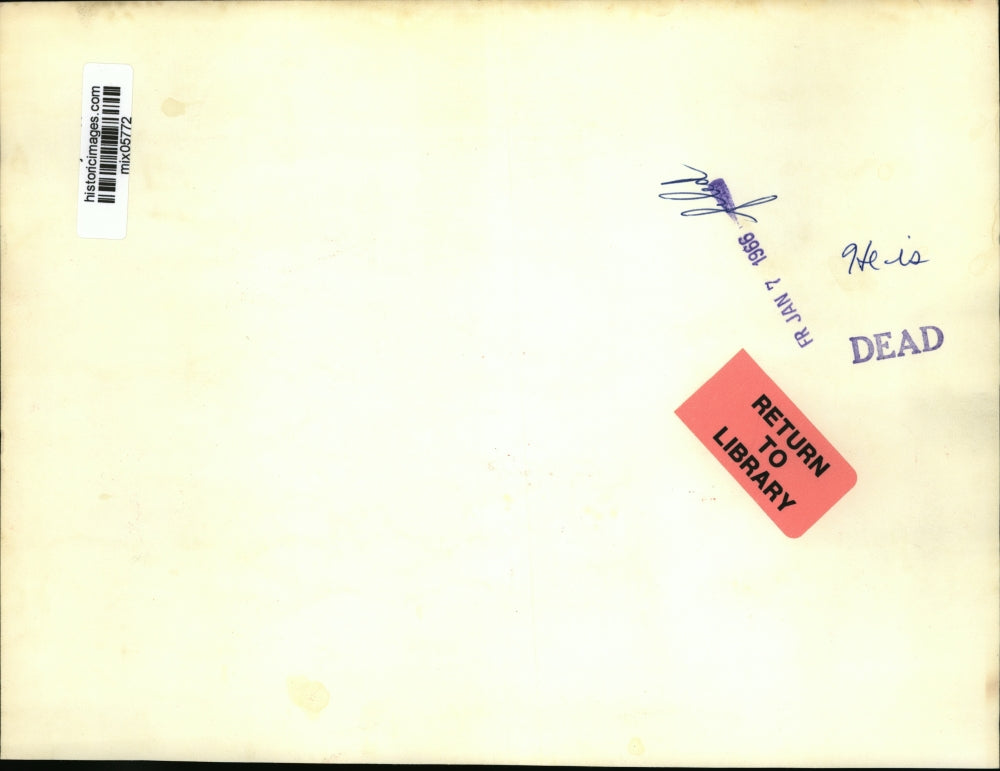 historicimages.com
mix05772
FR JAN 7 1966
He is
DEAD
RETURN
TO
LIBRARY